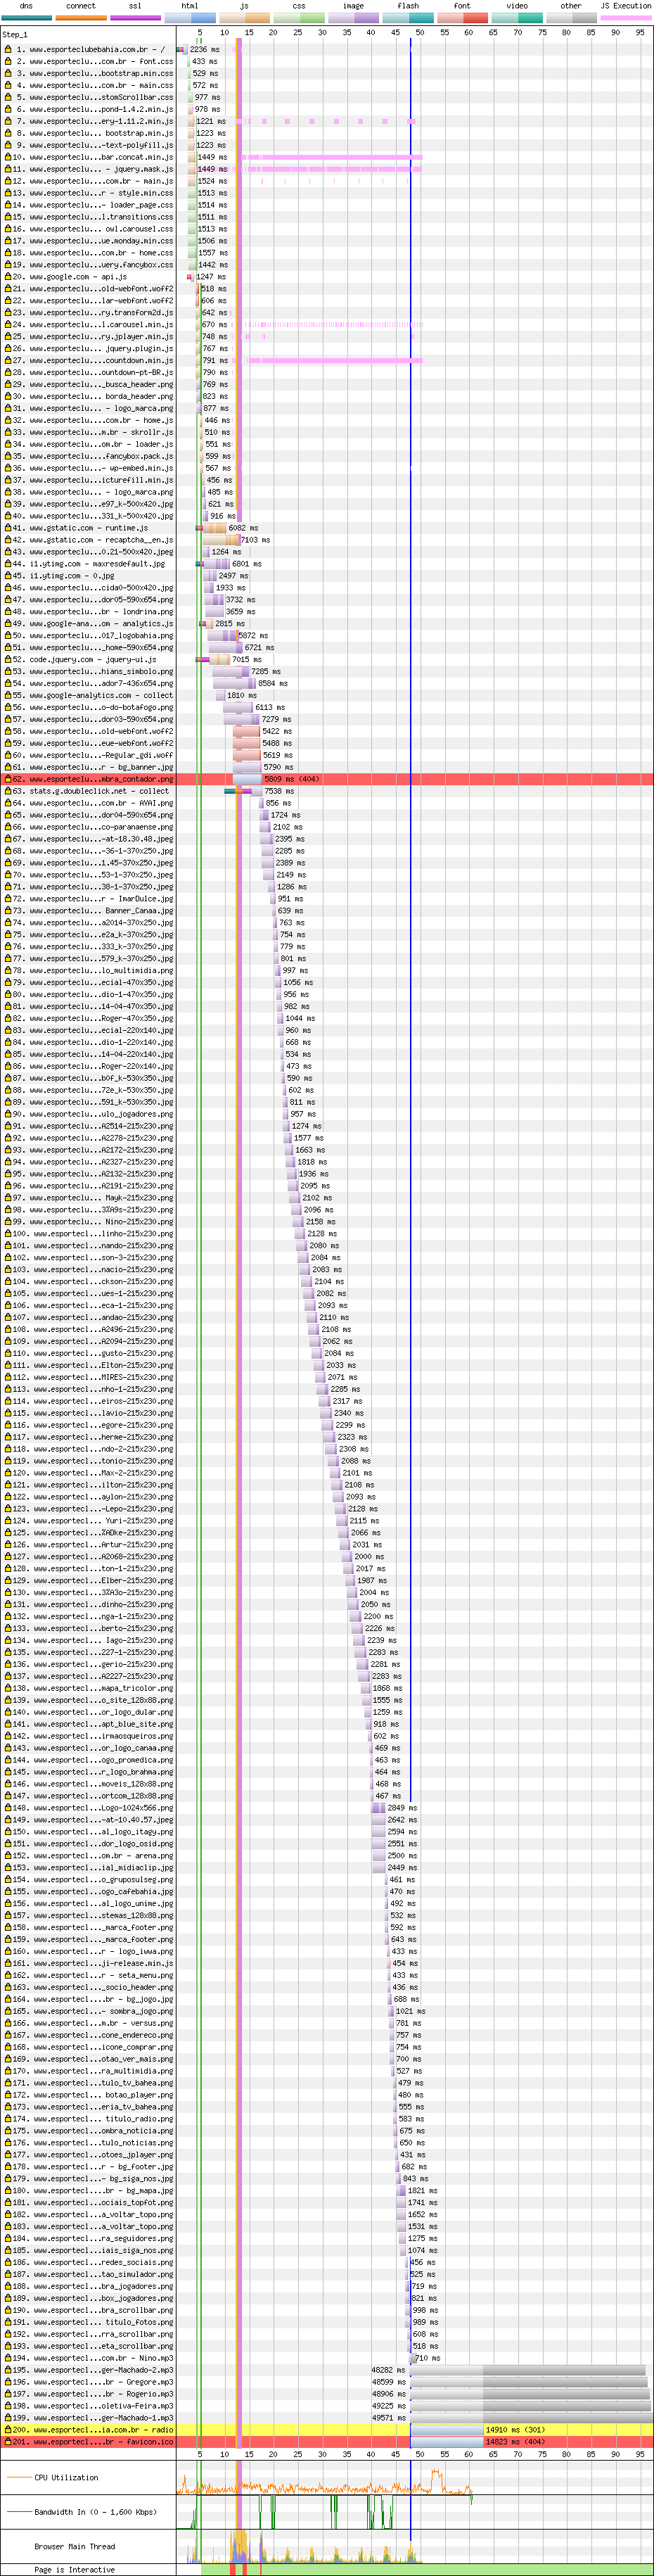 dns connect ssl html js css image flash font video other JS Execution
5 10 15 20 25 30 35 40 45 50 55 60 65 70 75 80 85 90 95
Step_1
1. www.esporteclubebahia.com.br - / 2236 ms
2. www.esporteclu...com.br - font.css 433 ms
3. www.esporteclu...bootstrap.min.css 529 ms
4. www.esporteclu...com.br - main.css 572 ms
5. www.esporteclu...stomScrollbar.css 977 ms
6. www.esporteclu...pond-1.4.2.min.js 978 ms
7. www.esporteclu...ery-1.11.2.min.js 1221 ms
8. www.esporteclu... bootstrap.min.js 1223 ms
9. www.esporteclu...-text-polyfill.js 1223 ms
10. www.esporteclu...bar.concat.min.js 1449 ms
11. www.esporteclu... - jquery.mask.js 1449 ms
12. www.esporteclu....com.br - main.js 1524 ms
13. www.esporteclu...r - style.min.css 1513 ms
14. www.esporteclu...- loader_page.css 1514 ms
15. www.esporteclu...l.transitions.css 1511 ms
16. www.esporteclu... owl.carousel.css 1513 ms
17. www.esporteclu...ue.monday.min.css 1506 ms
18. www.esporteclu...com.br - home.css 1557 ms
19. www.esporteclu...uery.fancybox.css 1442 ms
20. www.google.com - api.js 1247 ms
21. www.esporteclu...old-webfont.woff2 518 ms
22. www.esporteclu...lar-webfont.woff2 606 ms
23. www.esporteclu...ry.transform2d.js 642 ms
24. www.esporteclu...l.carousel.min.js 670 ms
25. www.esporteclu...ry.jplayer.min.js 748 ms
26. www.esporteclu... jquery.plugin.js 767 ms
27. www.esporteclu....countdown.min.js 791 ms
28. www.esporteclu...ountdown-pt-BR.js 790 ms
29. www.esporteclu..._busca_header.png 769 ms
30. www.esporteclu... borda_header.png 823 ms
31. www.esporteclu... - logo_marca.png 877 ms
32. www.esporteclu....com.br - home.js 446 ms
33. www.esporteclu...m.br - skrollr.js 510 ms
34. www.esporteclu...om.br - loader.js 551 ms
35. www.esporteclu....fancybox.pack.js 599 ms
36. www.esporteclu...- wp-embed.min.js 567 ms
37. www.esporteclu...icturefill.min.js 456 ms
38. www.esporteclu... - logo_marca.png 485 ms
39. www.esporteclu...e97_k-500x420.jpg 621 ms
40. www.esporteclu...331_k-500x420.jpg 916 ms
41. www.gstatic.com - runtime.js 6082 ms
42. www.gstatic.com - recaptcha__en.js 7103 ms
43. www.esporteclu...0.21-500x420.jpeg 1264 ms
44. i1.ytimg.com - maxresdefault.jpg 6801 ms
45. i1.ytimg.com - 0.jpg 2497 ms
46. www.esporteclu...cida0-500x420.jpg 1933 ms
47. www.esporteclu...dor05-590x654.png 3732 ms
48. www.esporteclu...br - londrina.png 3659 ms
49. www.google-ana...om - analytics.js 2815 ms
50. www.esporteclu...017_logobahia.png 5872 ms
51. www.esporteclu..._home-590x654.png 6721 ms
52. code.jquery.com - jquery-ui.js 7015 ms
53. www.esporteclu...hians_simbolo.png 7285 ms
54. www.esporteclu...ador7-436x654.png 8584 ms
55. www.google-analytics.com - collect 1810 ms
56. www.esporteclu...o-do-botafogo.png 6113 ms
57. www.esporteclu...dor03-590x654.png 7279 ms
58. www.esporteclu...old-webfont.woff2 5422 ms
59. www.esporteclu...eue-webfont.woff2 5488 ms
60. www.esporteclu...-Regular_gdi.woff 5619 ms
61. www.esporteclu...r - bg_banner.jpg 5790 ms
62. www.esporteclu...mbra_contador.png 5809 ms (404)
63. stats.g.doubleclick.net - collect 7538 ms
64. www.esporteclu...com.br - AVAI.png 856 ms
65. www.esporteclu...dor04-590x654.png 1724 ms
66. www.esporteclu...co-paranaense.png 2102 ms
67. www.esporteclu...-at-18.30.48.jpeg 2395 ms
68. www.esporteclu...-36-1-370x250.jpg 2285 ms
69. www.esporteclu...1.45-370x250.jpeg 2389 ms
70. www.esporteclu...53-1-370x250.jpg 2149 ms
71. www.esporteclu...38-1-370x250.jpg 1286 ms
72. www.esporteclu...r - ImarDulce.jpg 951 ms
73. www.esporteclu... Banner_Canaa.jpg 639 ms
74. www.esporteclu...a2014-370x250.jpg 763 ms
75. www.esporteclu...e2a_k-370x250.jpg 754 ms
76. www.esporteclu...333_k-370x250.jpg 779 ms
77. www.esporteclu...579_k-370x250.jpg 801 ms
78. www.esporteclu...lo_multimidia.png 997 ms
79. www.esporteclu...ecial-470x350.jpg 1056 ms
80. www.esporteclu...dio-1-470x350.jpg 956 ms
81. www.esporteclu...14-04-470x350.jpg 982 ms
82. www.esporteclu...Roger-470x350.jpg 1044 ms
83. www.esporteclu...ecial-220x140.jpg 960 ms
84. www.esporteclu...dio-1-220x140.jpg 668 ms
85. www.esporteclu...14-04-220x140.jpg 534 ms
86. www.esporteclu...Roger-220x140.jpg 473 ms
87. www.esporteclu...b0f_k-530x350.jpg 590 ms
88. www.esporteclu...72e_k-530x350.jpg 602 ms
89. www.esporteclu...591_k-530x350.jpg 811 ms
90. www.esporteclu...ulo_jogadores.png 957 ms
91. www.esporteclu...A2514-215x230.png 1274 ms
92. www.esporteclu...A2278-215x230.png 1577 ms
93. www.esporteclu...A2172-215x230.png 1663 ms
94. www.esporteclu...A2327-215x230.png 1818 ms
95. www.esporteclu...A2132-215x230.png 1936 ms
96. www.esporteclu...A2191-215x230.png 2095 ms
97. www.esporteclu... Mayk-215x230.png 2102 ms
98. www.esporteclu...3%A9s-215x230.png 2096 ms
99. www.esporteclu... Nino-215x230.png 2158 ms
100. www.esportecl...linho-215x230.png 2128 ms
101. www.esportecl...nando-215x230.png 2080 ms
102. www.esportecl...son-3-215x230.png 2084 ms
103. www.esportecl...nacio-215x230.png 2083 ms
104. www.esportecl...ckson-215x230.png 2104 ms
105. www.esportecl...ues-1-215x230.png 2082 ms
106. www.esportecl...eca-1-215x230.png 2093 ms
107. www.esportecl...andao-215x230.png 2110 ms
108. www.esportecl...A2496-215x230.png 2108 ms
109. www.esportecl...A2094-215x230.png 2062 ms
110. www.esportecl...gusto-215x230.png 2084 ms
111. www.esportecl...Elton-215x230.png 2033 ms
112. www.esportecl...MIRES-215x230.png 2071 ms
113. www.esportecl...nho-1-215x230.png 2285 ms
114. www.esportecl...eiros-215x230.png 2317 ms
115. www.esportecl...lavio-215x230.png 2340 ms
116. www.esportecl...egore-215x230.png 2299 ms
117. www.esportecl...herme-215x230.png 2323 ms
118. www.esportecl...ndo-2-215x230.png 2308 ms
119. www.esportecl...tonio-215x230.png 2088 ms
120. www.esportecl...Max-2-215x230.png 2101 ms
121. www.esportecl...ilton-215x230.png 2108 ms
122. www.esportecl...aylon-215x230.png 2093 ms
123. www.esportecl...-Lepo-215x230.png 2128 ms
124. www.esportecl... Yuri-215x230.png 2115 ms
125. www.esportecl...%ADke-215x230.png 2066 ms
126. www.esportecl...Artur-215x230.png 2031 ms
127. www.esportecl...A2068-215x230.png 2000 ms
128. www.esportecl...ton-1-215x230.png 2017 ms
129. www.esportecl...Elber-215x230.png 1987 ms
130. www.esportecl...3%A3o-215x230.png 2004 ms
131. www.esportecl...dinho-215x230.png 2050 ms
132. www.esportecl...nga-1-215x230.png 2200 ms
133. www.esportecl...berto-215x230.png 2226 ms
134. www.esportecl... Iago-215x230.png 2239 ms
135. www.esportecl...227-1-215x230.png 2283 ms
136. www.esportecl...gerio-215x230.png 2281 ms
137. www.esportecl...A2227-215x230.png 2283 ms
138. www.esportecl...mapa_tricolor.png 1868 ms
139. www.esportecl...o_site_128x88.png 1555 ms
140. www.esportecl...or_logo_dular.png 1259 ms
141. www.esportecl...apt_blue_site.png 918 ms
142. www.esportecl...irmaosqueiros.png 602 ms
143. www.esportecl...or_logo_canaa.png 469 ms
144. www.esportecl...ogo_promedica.png 463 ms
145. www.esportecl...r_logo_brahma.png 464 ms
146. www.esportecl...moveis_128x88.png 468 ms
147. www.esportecl...ortcom_128x88.png 467 ms
148. www.esportecl...Logo-1024x566.png 2849 ms
149. www.esportecl...-at-10.40.57.jpeg 2642 ms
150. www.esportecl...al_logo_itagy.png 2594 ms
151. www.esportecl...dor_logo_osid.png 2551 ms
152. www.esportecl...om.br - arena.png 2500 ms
153. www.esportecl...ial_midiaclip.jpg 2449 ms
154. www.esportecl...o_gruposulseg.png 461 ms
155. www.esportecl...ogo_cafebahia.jpg 470 ms
156. www.esportecl...al_logo_unime.jpg 492 ms
157. www.esportecl...stemas_128x88.png 532 ms
158. www.esportecl..._marca_footer.png 592 ms
159. www.esportecl..._marca_footer.png 643 ms
160. www.esportecl...r - logo_iwwa.png 433 ms
161. www.esportecl...ji-release.min.js 454 ms
162. www.esportecl...r - seta_menu.png 433 ms
163. www.esportecl..._socio_header.png 436 ms
164. www.esportecl....br - bg_jogo.jpg 688 ms
165. www.esportecl...- sombra_jogo.png 1021 ms
166. www.esportecl...m.br - versus.png 781 ms
167. www.esportecl...cone_endereco.png 757 ms
168. www.esportecl...icone_comprar.png 754 ms
169. www.esportecl...otao_ver_mais.png 700 ms
170. www.esportecl...ra_multimidia.png 527 ms
171. www.esportecl...tulo_tv_bahea.png 479 ms
172. www.esportecl... botao_player.png 480 ms
173. www.esportecl...eria_tv_bahea.png 555 ms
174. www.esportecl... titulo_radio.png 583 ms
175. www.esportecl...ombra_noticia.png 675 ms
176. www.esportecl...tulo_noticias.png 650 ms
177. www.esportecl...otoes_jplayer.png 431 ms
178. www.esportecl...r - bg_footer.jpg 682 ms
179. www.esportecl...- bg_siga_nos.jpg 843 ms
180. www.esportecl....br - bg_mapa.jpg 1821 ms
181. www.esportecl...ociais_topfot.png 1741 ms
182. www.esportecl...a_voltar_topo.png 1652 ms
183. www.esportecl...a_voltar_topo.png 1531 ms
184. www.esportecl...ra_seguidores.png 1275 ms
185. www.esportecl...iais_siga_nos.png 1074 ms
186. www.esportecl...redes_sociais.png 456 ms
187. www.esportecl...tao_simulador.png 525 ms
188. www.esportecl...bra_jogadores.png 719 ms
189. www.esportecl...box_jogadores.png 821 ms
190. www.esportecl...bra_scrollbar.png 998 ms
191. www.esportecl... titulo_fotos.png 989 ms
192. www.esportecl...rra_scrollbar.png 608 ms
193. www.esportecl...eta_scrollbar.png 518 ms
194. www.esportecl...com.br - Nino.mp3 710 ms
195. www.esportecl...ger-Machado-2.mp3 48282 ms
196. www.esportecl....br - Gregore.mp3 48599 ms
197. www.esportecl....br - Rogerio.mp3 48906 ms
198. www.esportecl...oletiva-Feira.mp3 49225 ms
199. www.esportecl...ger-Machado-1.mp3 49571 ms
200. www.esportecl...ia.com.br - radio 14910 ms (301)
201. www.esportecl....br - favicon.ico 14823 ms (404)
5 10 15 20 25 30 35 40 45 50 55 60 65 70 75 80 85 90 95
CPU Utilization
Bandwidth In (0 - 1,600 Kbps)
Browser Main Thread
Page is Interactive